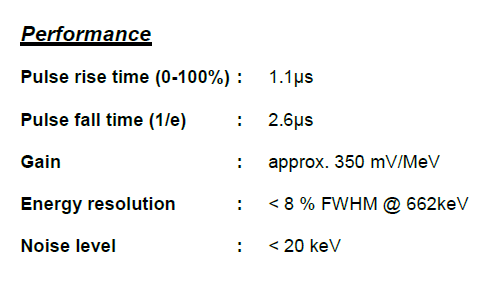 Performance
Pulse rise time (0-100%) : 1.1µs
Pulse fall time (1/e) : 2.6µs
Gain : approx. 350 mV/MeV
Energy resolution : < 8 % FWHM @ 662keV
Noise level : < 20 keV